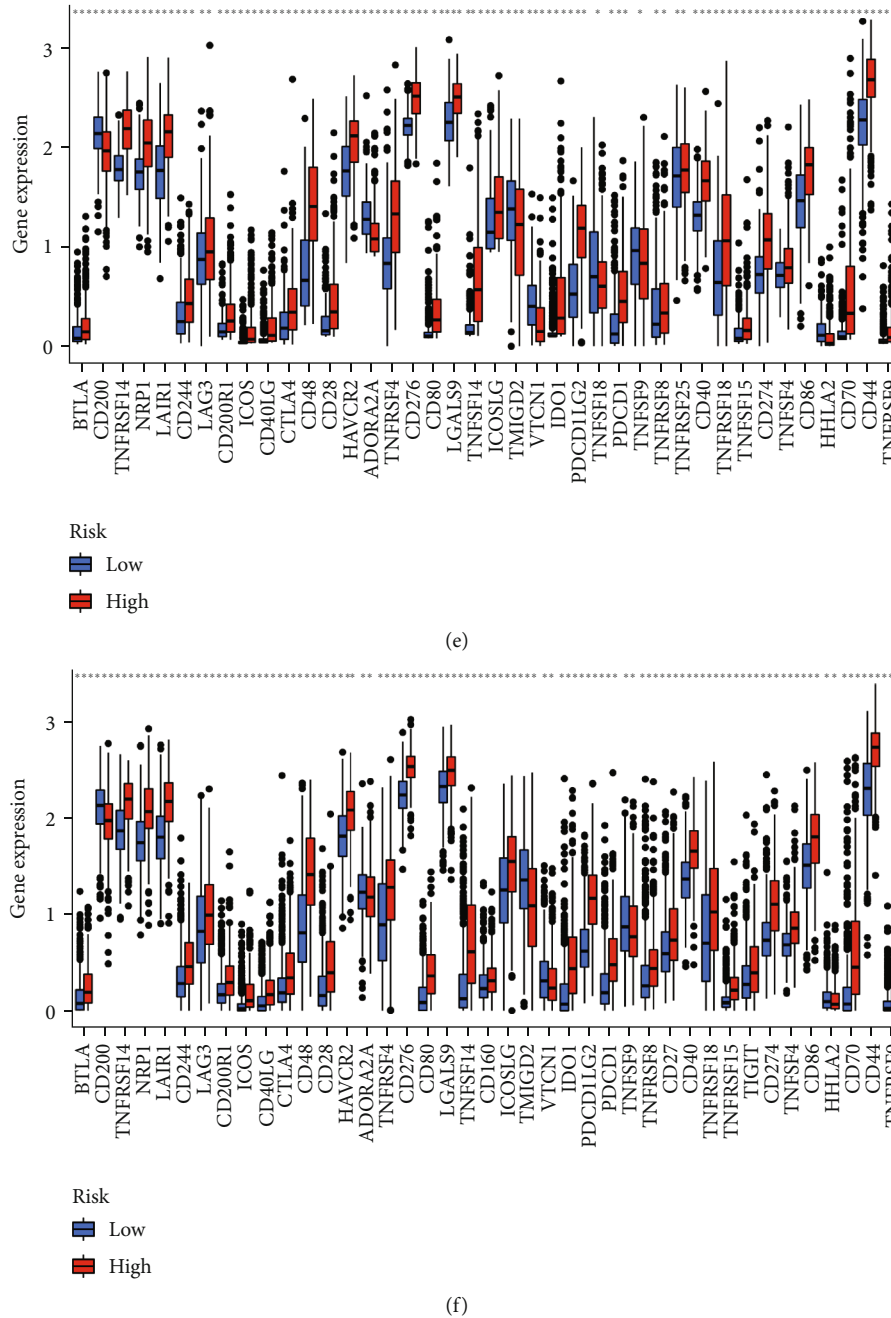 3
2
1
0
Gene expression
BTLA
CD200
TNFRSF14
NRP1
LAIR1
CD244
LAG3
CD200R1
ICOS
CD40LG
CTLA4
CD48
CD28
HAVCR2
ADORA2A
TNFRSF4
CD276
CD80
LGALS9
TNFSF14
ICOSLG
TMIGD2
VTCN1
IDO1
PDCD1LG2
TNFSF18
PDCD1
TNFSF9
TNFRSF8
TNFRSF25
CD40
TNFRSF18
TNFSF15
CD274
TNFSF4
CD86
HHLA2
CD70
CD44
Risk
Low
High
(e)
3
2
1
0
Gene expression
BTLA
CD200
TNFRSF14
NRP1
LAIR1
CD244
LAG3
CD200R1
ICOS
CD40LG
CTLA4
CD48
CD28
HAVCR2
ADORA2A
TNFRSF4
CD276
CD80
LGALS9
TNFSF14
CD160
ICOSLG
TMIGD2
VTCN1
IDO1
PDCD1LG2
PDCD1
TNFSF9
TNFRSF8
CD27
CD40
TNFRSF18
TNFSF15
TIGIT
CD274
TNFSF4
CD86
HHLA2
CD70
CD44
Risk
Low
High
(f)